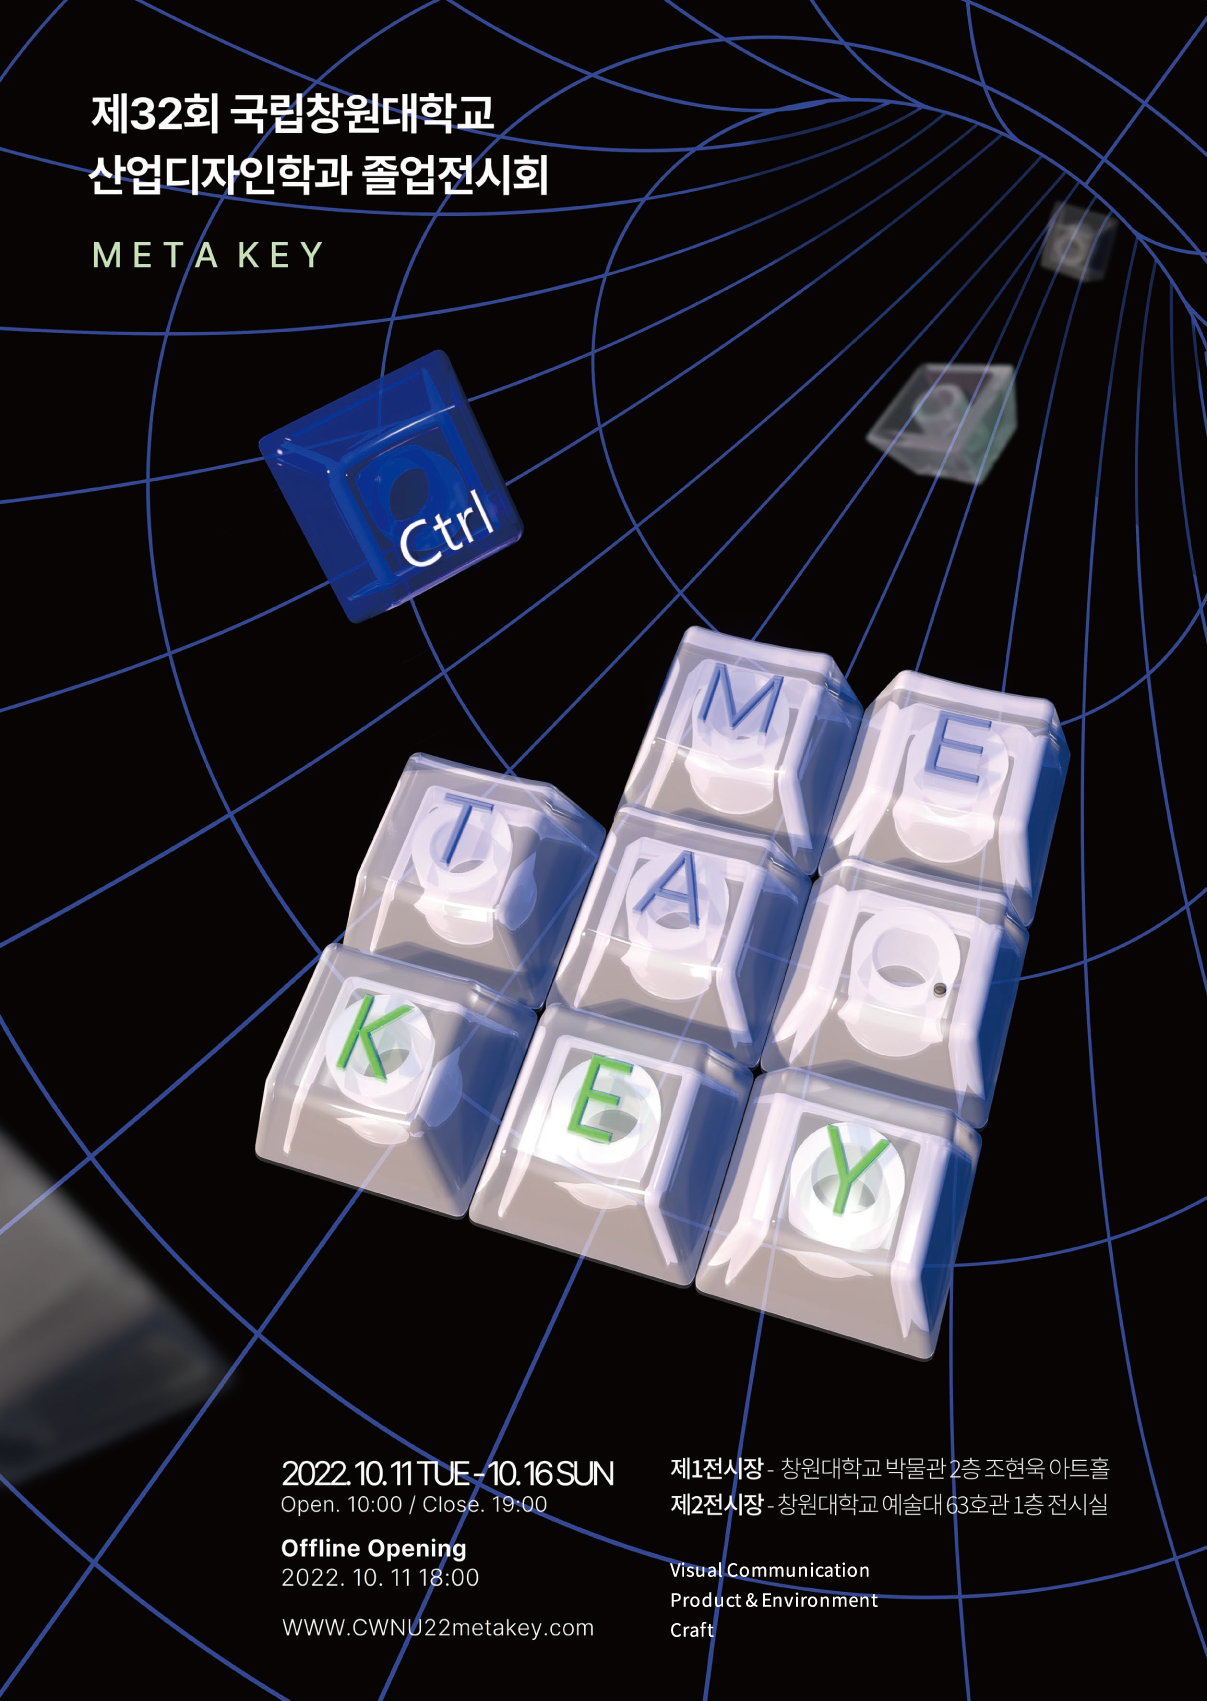 제32회 국립창원대학교
산업디자인학과 졸업전시회
META KEY
Ctrl
M E
T A
K E Y
2022. 10. 11 TUE - 10. 16 SUN
Open. 10:00 / Close. 19:00
Offline Opening
2022. 10. 11 18:00
WWW.CWNU22metakey.com
제1전시장 - 창원대학교 박물관 2층 조현욱 아트홀
제2전시장 - 창원대학교 예술대 63호관 1층 전시실
Visual Communication
Product & Environment
Craft